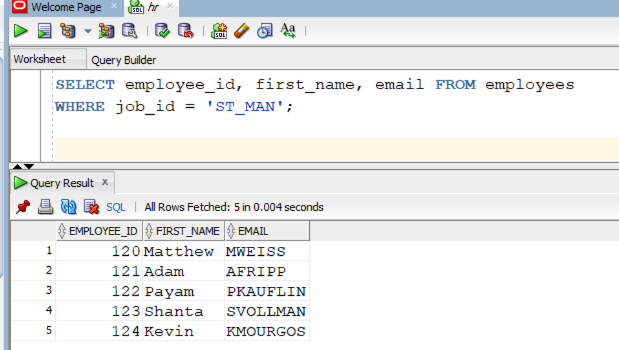 Welcome Page × hr ×
Worksheet Query Builder
SELECT employee_id, first_name, email FROM employees
WHERE job_id = 'ST_MAN';
Query Result ×
SQL | All Rows Fetched: 5 in 0.004 seconds
EMPLOYEE_ID FIRST_NAME EMAIL
1 120 Matthew MWEISS
2 121 Adam AFRIPP
3 122 Payam PKAUFLIN
4 123 Shanta SVOLLMAN
5 124 Kevin KMOURGOS